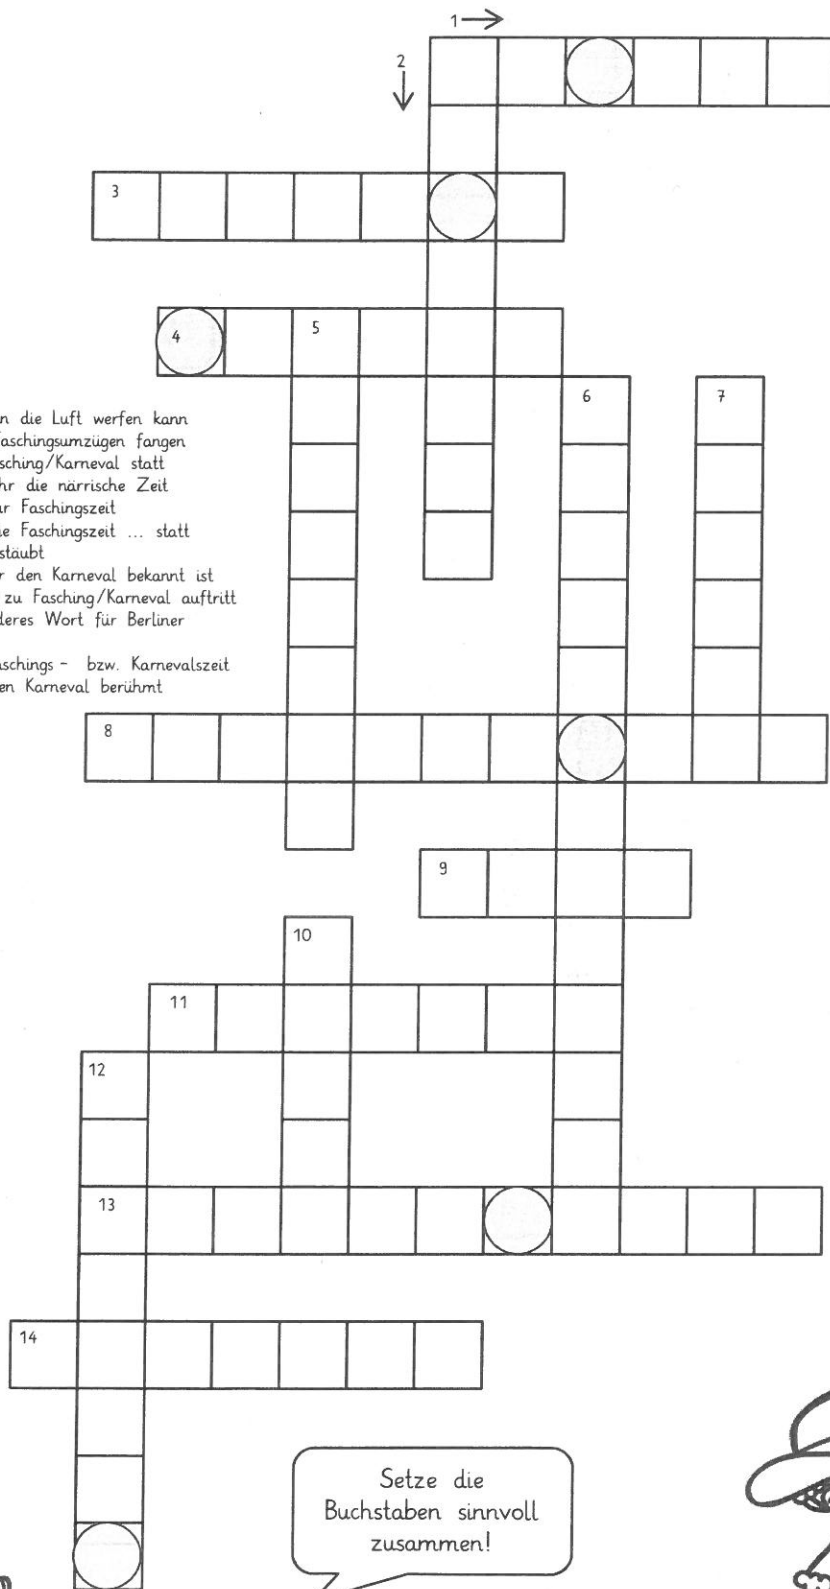 1
2
3
4
5
6
7
die Luft werfen kann
aschingsumzügen fangen
sching/Karneval statt
hr die närrische Zeit
ur Faschingszeit
ie Faschingszeit ... statt
stäubt
r den Karneval bekannt ist
zu Fasching/Karneval auftritt
deres Wort für Berliner
aschings - bzw. Karnevalszeit
en Karneval berühmt
8
9
10
11
12
13
14
Setze die
Buchstaben sinnvoll
zusammen!